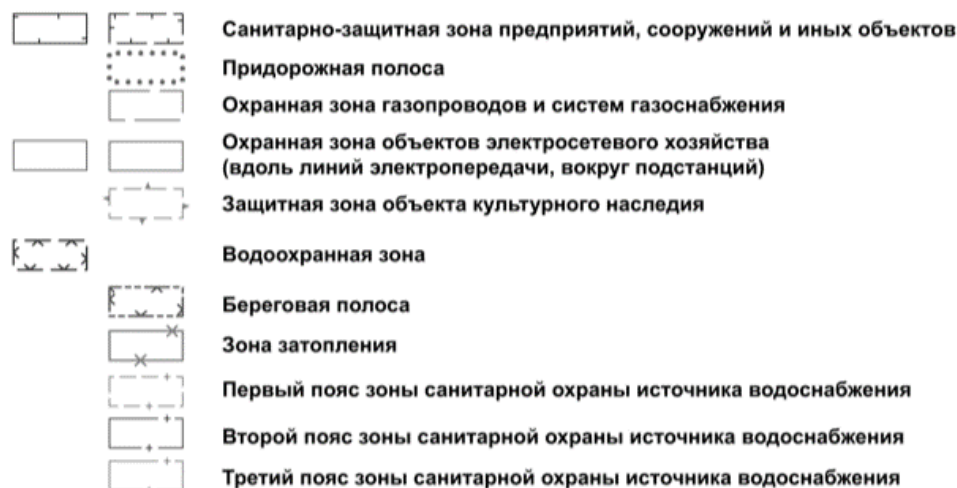 Санитарно-защитная зона предприятий, сооружений и иных объектов
Придорожная полоса
Охранная зона газопроводов и систем газоснабжения
Охранная зона объектов электросетевого хозяйства
(вдоль линий электропередачи, вокруг подстанций)
Защитная зона объекта культурного наследия
Водоохранная зона
Береговая полоса
Зона затопления
Первый пояс зоны санитарной охраны источника водоснабжения
Второй пояс зоны санитарной охраны источника водоснабжения
Третий пояс зоны санитарной охраны источника водоснабжения